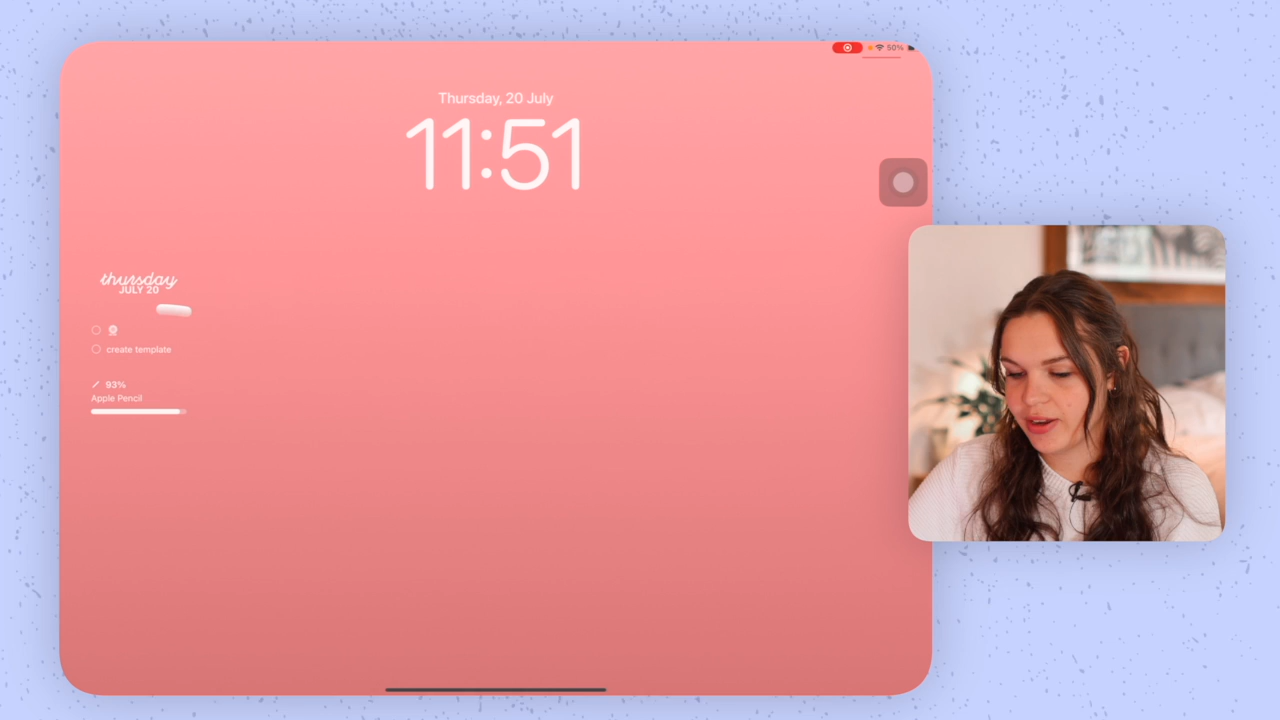 50%
Thursday, 20 July
11:51
thursday
JULY 20
create template
93%
Apple Pencil